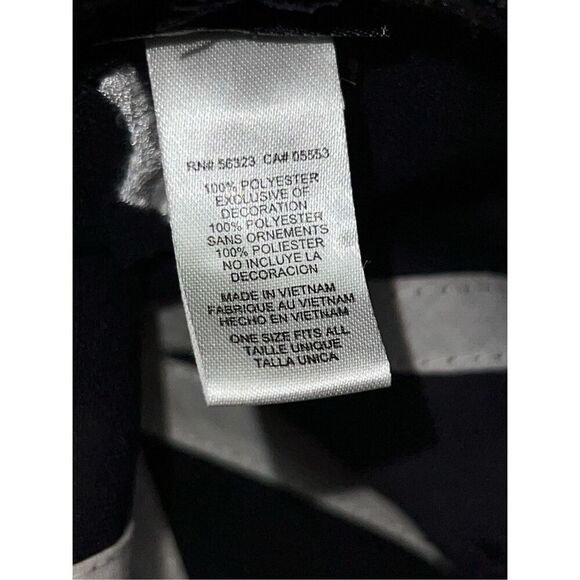 RN# 56323 CA# 05553
100% POLYESTER
EXCLUSIVE OF
DECORATION
100% POLYESTER
SANS ORNEMENTS
100% POLIESTER
NO INCLUYE LA
DECORACION
MADE IN VIETNAM
FABRIQUE AU VIETNAM
HECHO EN VIETNAM
ONE SIZE FITS ALL
TAILLE UNIQUE
TALLA UNICA